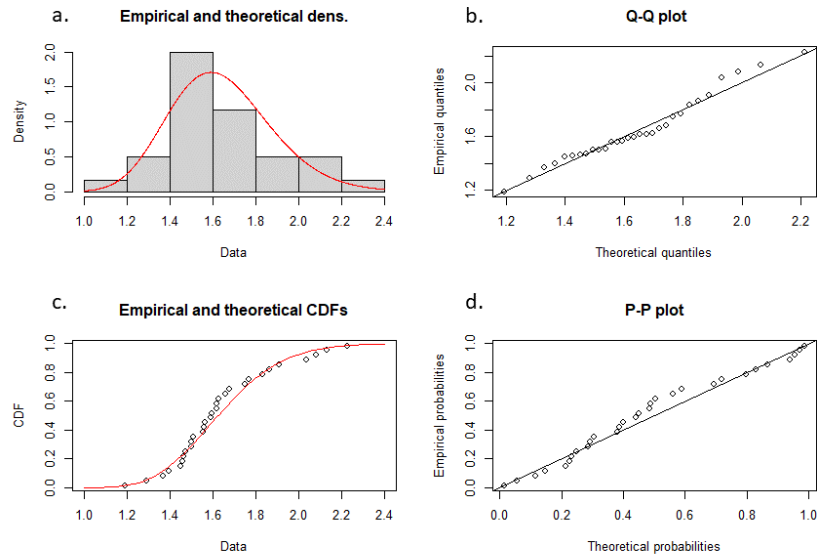 a.
Empirical and theoretical dens.
Density
0.0 0.5 1.0 1.5 2.0
1.0 1.2 1.4 1.6 1.8 2.0 2.2 2.4
Data
b.
Q-Q plot
Empirical quantiles
1.2 1.6 2.0
1.2 1.4 1.6 1.8 2.0 2.2
Theoretical quantiles
c.
Empirical and theoretical CDFs
CDF
0.0 0.2 0.4 0.6 0.8 1.0
1.0 1.2 1.4 1.6 1.8 2.0 2.2 2.4
Data
d.
P-P plot
Empirical probabilities
0.0 0.2 0.4 0.6 0.8 1.0
0.0 0.2 0.4 0.6 0.8 1.0
Theoretical probabilities